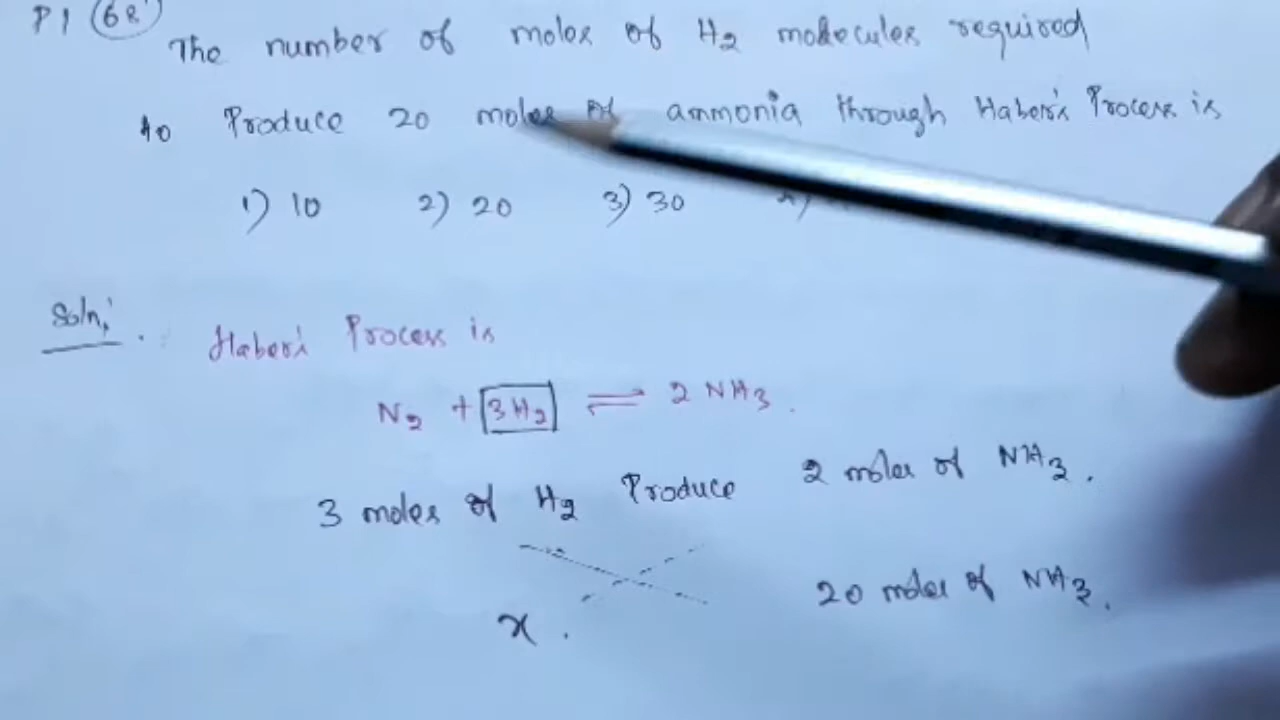 P1 (68)
The number of moles of H2 molecules required
to Produce 20 moles of ammonia through Haber's Process is
1) 10 2) 20 3) 30
Soln:
Haber's Process is
N2 + 3H2 ⇌ 2 NH3.
3 moles of H2 Produce 2 moles of NH3.
x. 20 moles of NH3.